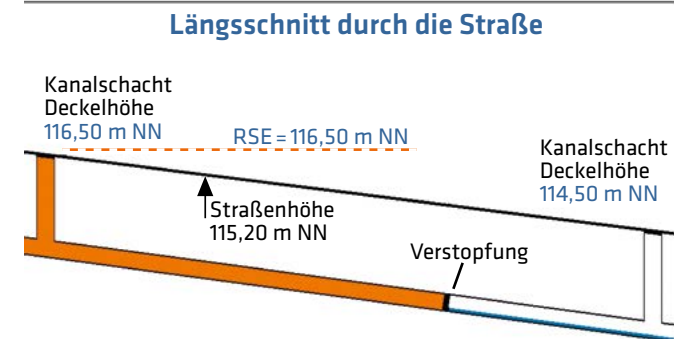 Längsschnitt durch die Straße
Kanalschacht
Deckelhöhe
116,50 m NN
RSE = 116,50 m NN
Kanalschacht
Deckelhöhe
114,50 m NN
Straßenhöhe
115,20 m NN
Verstopfung